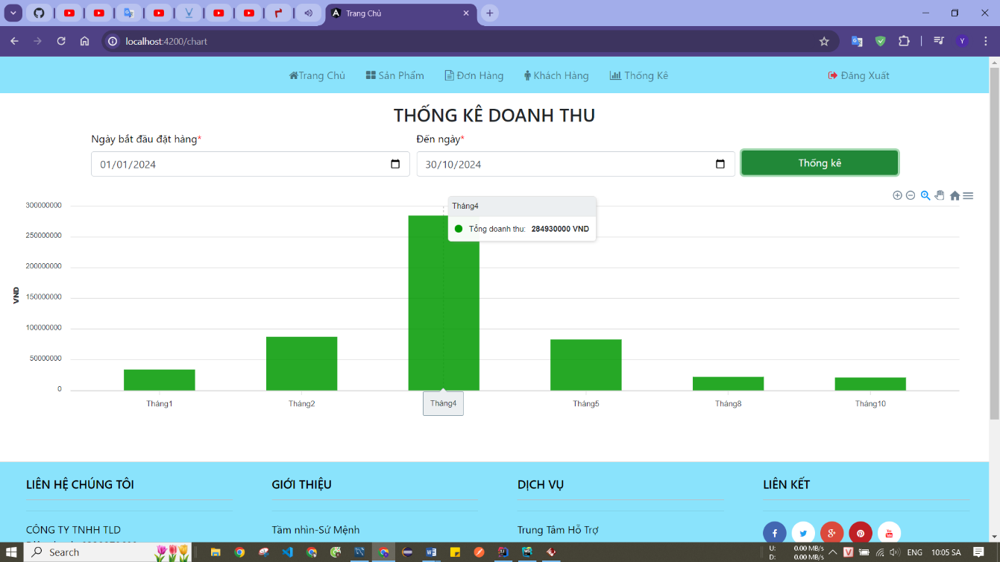 Trang Chủ
localhost:4200/chart
Y
Trang Chủ
Sản Phẩm
Đơn Hàng
Khách Hàng
Thống Kê
Đăng Xuất
THỐNG KÊ DOANH THU
Ngày bắt đầu đặt hàng*
Đến ngày*
01/01/2024
30/10/2024
Thống kê
Tháng4
Tổng doanh thu: 284930000 VND
300000000
250000000
200000000
150000000
100000000
50000000
0
VND
Tháng1
Tháng2
Tháng4
Tháng5
Tháng8
Tháng10
LIÊN HỆ CHÚNG TÔI
GIỚI THIỆU
DỊCH VỤ
LIÊN KẾT
CÔNG TY TNHH TLD
Tầm nhìn-Sứ Mệnh
Trung Tâm Hỗ Trợ
Search
U: 0.00 MB/s
D: 0.00 MB/s
ENG
10:05 SA